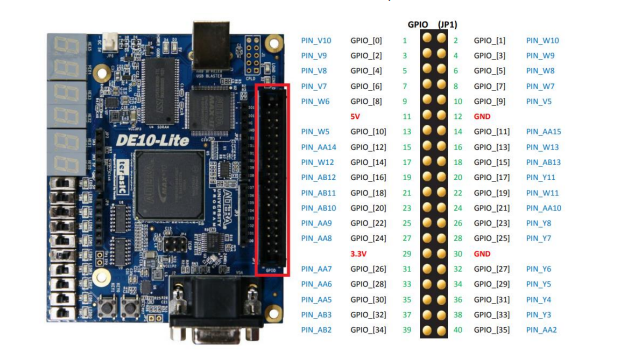 GPIO (JP1)
PIN_V10 GPIO_[0] 1 2 GPIO_[1] PIN_W10
PIN_V9 GPIO_[2] 3 4 GPIO_[3] PIN_W9
PIN_V8 GPIO_[4] 5 6 GPIO_[5] PIN_W8
PIN_V7 GPIO_[6] 7 8 GPIO_[7] PIN_W7
PIN_W6 GPIO_[8] 9 10 GPIO_[9] PIN_V5
5V 11 12 GND
PIN_W5 GPIO_[10] 13 14 GPIO_[11] PIN_AA15
PIN_AA14 GPIO_[12] 15 16 GPIO_[13] PIN_W13
PIN_W12 GPIO_[14] 17 18 GPIO_[15] PIN_AB13
PIN_AB12 GPIO_[16] 19 20 GPIO_[17] PIN_Y11
PIN_AB11 GPIO_[18] 21 22 GPIO_[19] PIN_W11
PIN_AB10 GPIO_[20] 23 24 GPIO_[21] PIN_AA10
PIN_AA9 GPIO_[22] 25 26 GPIO_[23] PIN_Y8
PIN_AA8 GPIO_[24] 27 28 GPIO_[25] PIN_Y7
3.3V 29 30 GND
PIN_AA7 GPIO_[26] 31 32 GPIO_[27] PIN_Y6
PIN_AA6 GPIO_[28] 33 34 GPIO_[29] PIN_Y5
PIN_AA5 GPIO_[30] 35 36 GPIO_[31] PIN_Y4
PIN_AB3 GPIO_[32] 37 38 GPIO_[33] PIN_Y3
PIN_AB2 GPIO_[34] 39 40 GPIO_[35] PIN_AA2
DE10-Lite
terasic